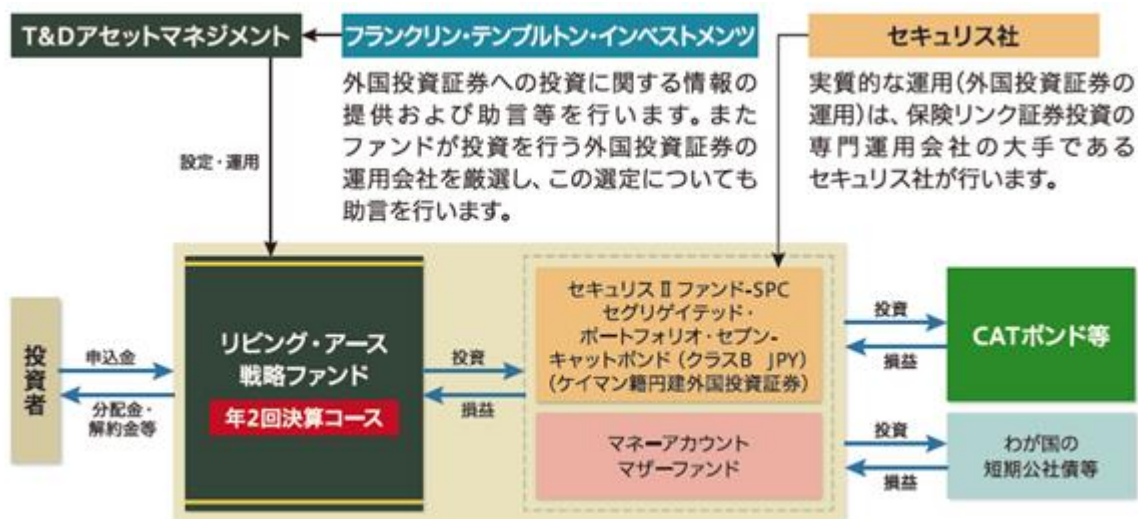 T&Dアセットマネジメント
フランクリン・テンプルトン・インベストメンツ
セキュリス社
外国投資証券への投資に関する情報の
提供および助言等を行います。また
ファンドが投資を行う外国投資証券の
運用会社を厳選し、この選定についても
助言を行います。
実質的な運用(外国投資証券の
運用)は、保険リンク証券投資の
専門運用会社の大手である
セキュリス社が行います。
設定・運用
投資者
申込金
分配金・
解約金等
リビング・アース
戦略ファンド
年2回決算コース
投資
損益
セキュリスⅡファンド-SPC
セグリゲイテッド・
ポートフォリオ・セブン-
キャットボンド(クラスB JPY)
(ケイマン籍円建外国投資証券)
マネーアカウント
マザーファンド
投資
損益
CATボンド等
投資
損益
わが国の
短期公社債等